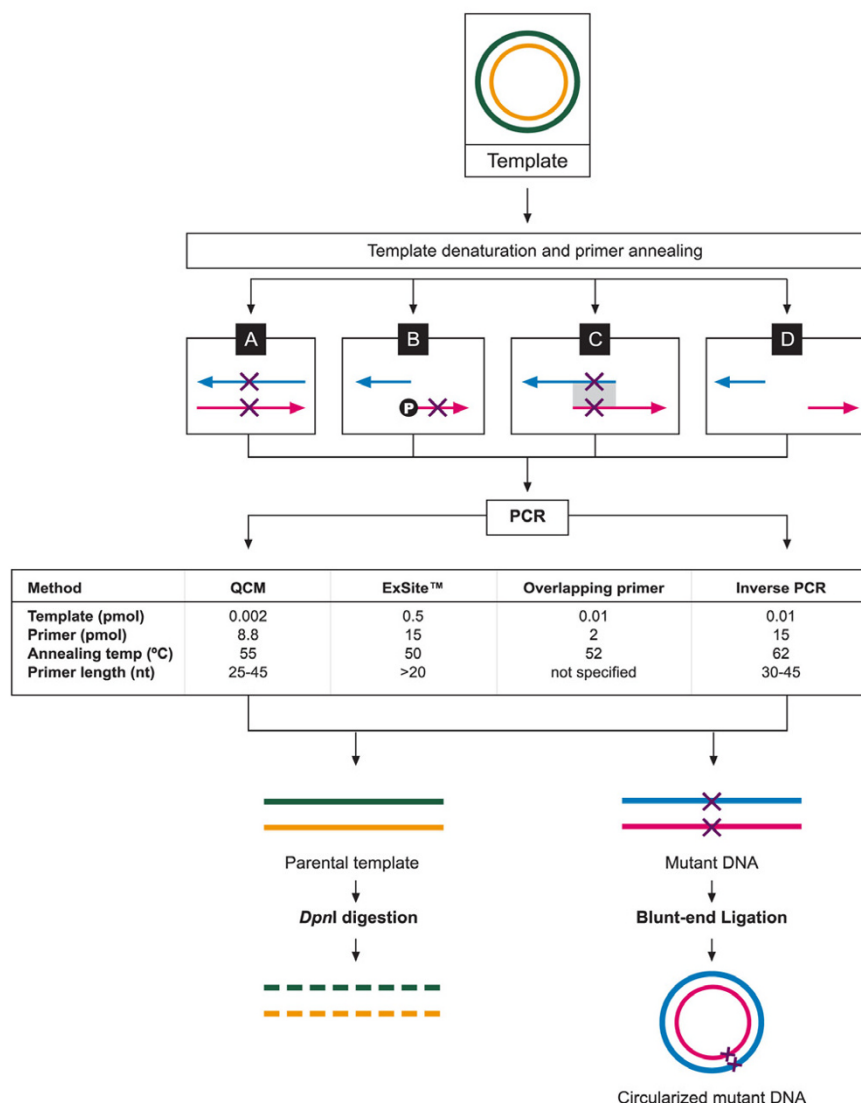 Template
Template denaturation and primer annealing
A B C D
P
PCR
Method QCM ExSite™ Overlapping primer Inverse PCR
Template (pmol) 0.002 0.5 0.01 0.01
Primer (pmol) 8.8 15 2 15
Annealing temp (ºC) 55 50 52 62
Primer length (nt) 25-45 >20 not specified 30-45
Parental template Mutant DNA
DpnI digestion Blunt-end Ligation
Circularized mutant DNA